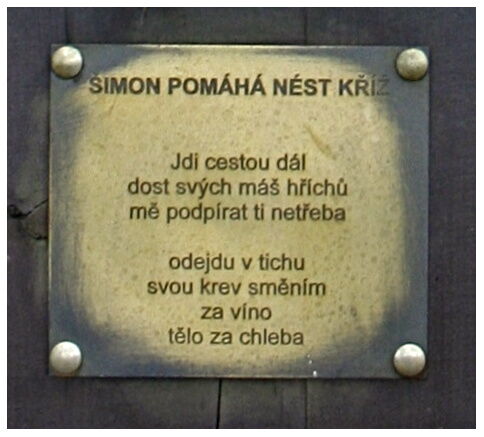 ŠIMON POMÁHÁ NÉST KŘÍŽ
Jdi cestou dál
dost svých máš hříchů
mě podpírat ti netřeba
odejdu v tichu
svou krev směním
za víno
tělo za chleba